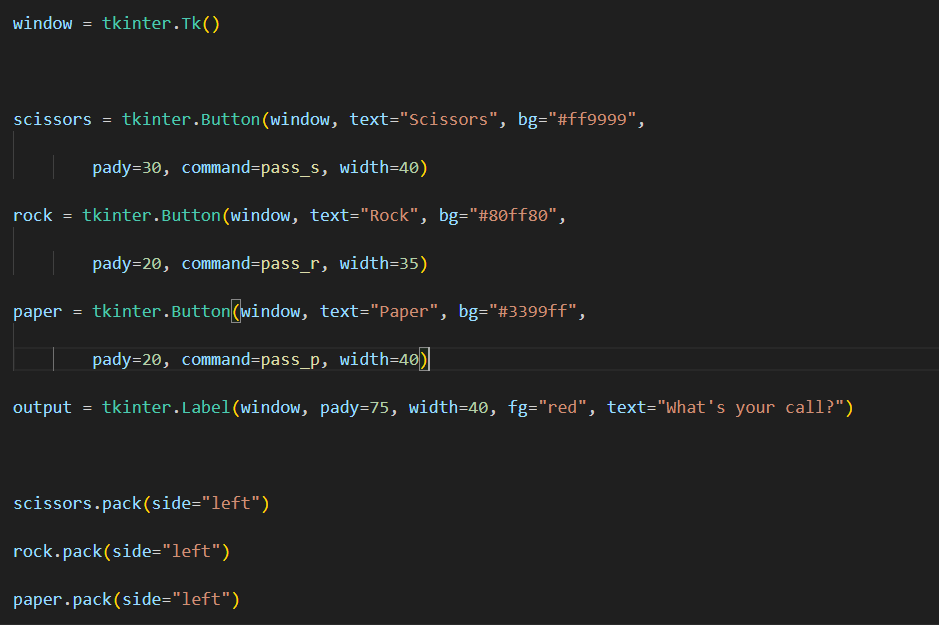 window = tkinter.Tk()
scissors = tkinter.Button(window, text="Scissors", bg="#ff9999",
pady=30, command=pass_s, width=40)
rock = tkinter.Button(window, text="Rock", bg="#80ff80",
pady=20, command=pass_r, width=35)
paper = tkinter.Button(window, text="Paper", bg="#3399ff",
pady=20, command=pass_p, width=40)
output = tkinter.Label(window, pady=75, width=40, fg="red", text="What's your call?")
scissors.pack(side="left")
rock.pack(side="left")
paper.pack(side="left")